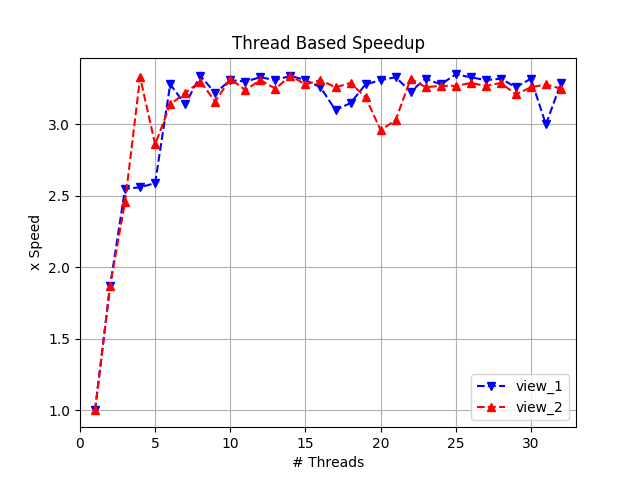 Thread Based Speedup
x Speed
3.0
2.5
2.0
1.5
1.0
0 5 10 15 20 25 30
# Threads
view_1
view_2